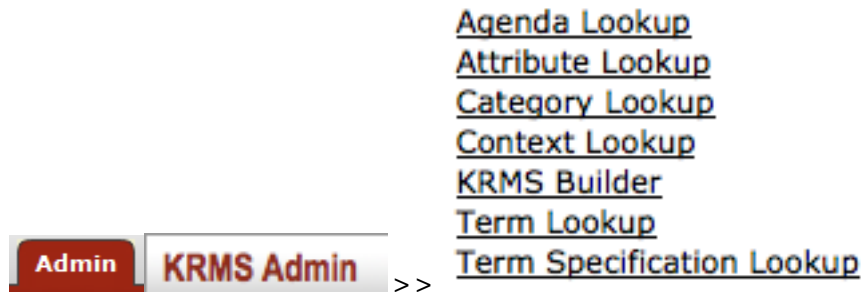 Agenda Lookup
Attribute Lookup
Category Lookup
Context Lookup
KRMS Builder
Term Lookup
Admin KRMS Admin >> Term Specification Lookup